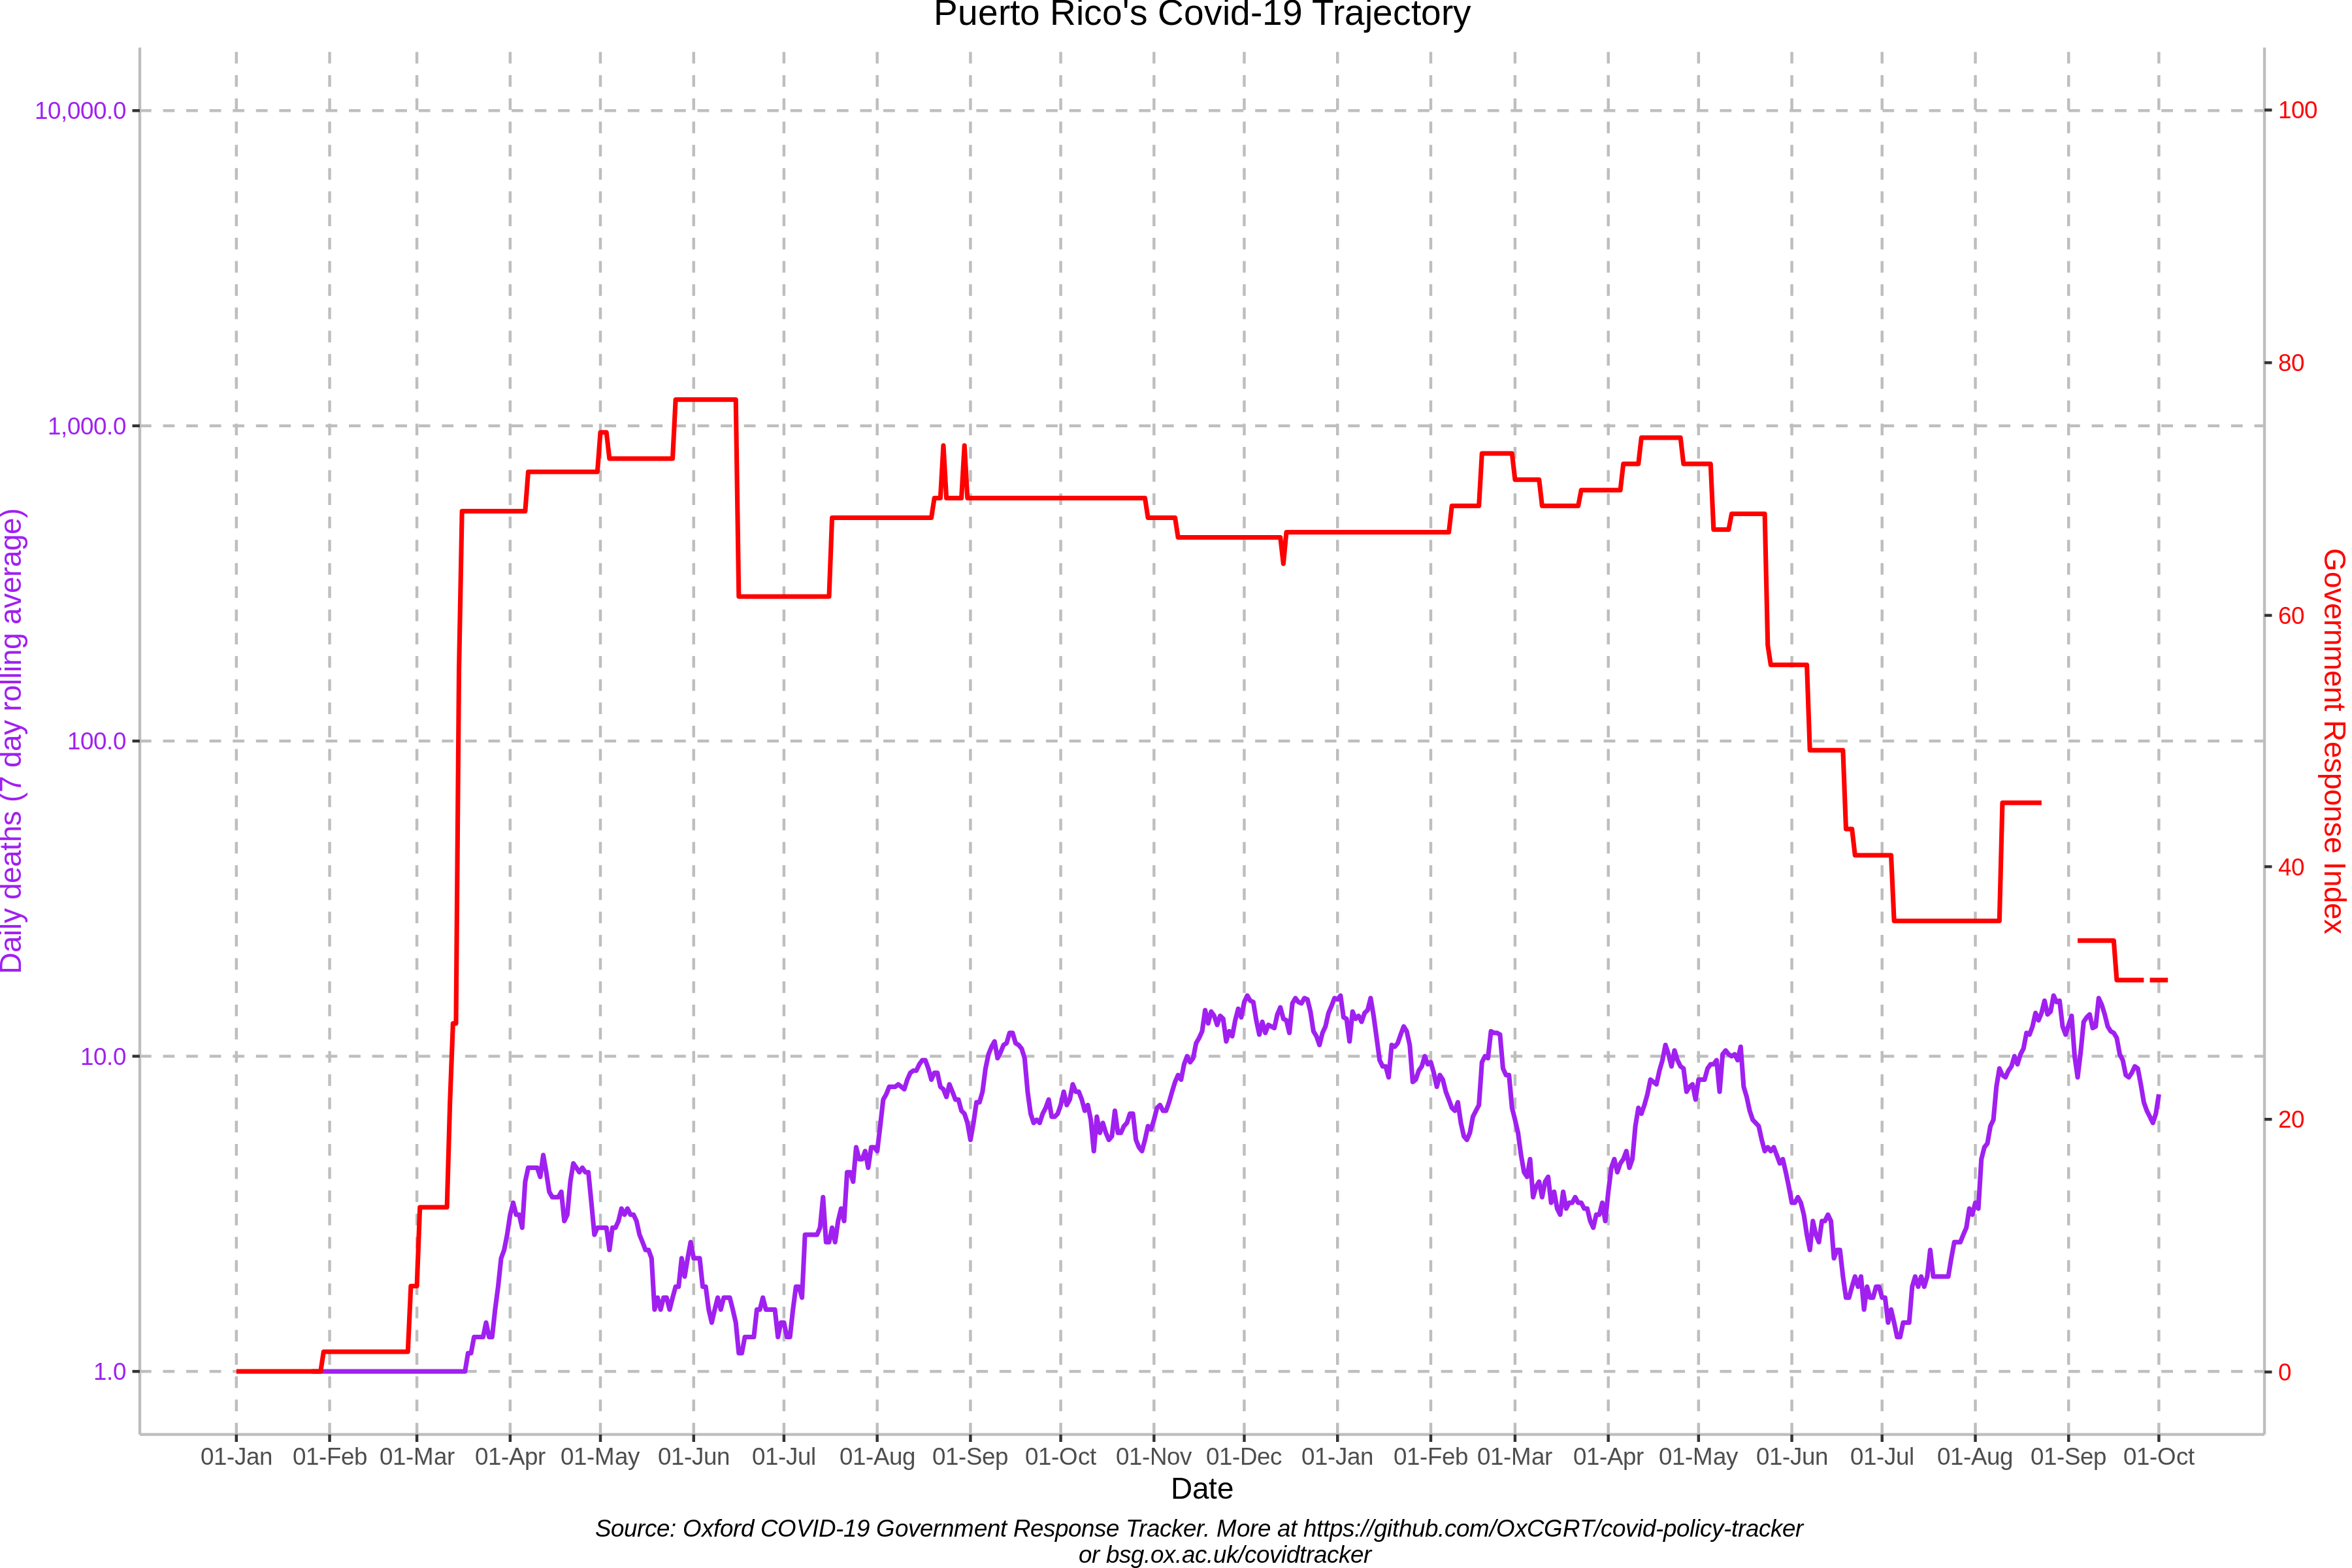 Puerto Rico's Covid-19 Trajectory
Daily deaths (7 day rolling average)
10,000.0
1,000.0
100.0
10.0
1.0
100
80
60
40
20
0
Government Response Index
01-Jan 01-Feb 01-Mar 01-Apr 01-May 01-Jun 01-Jul 01-Aug 01-Sep 01-Oct 01-Nov 01-Dec 01-Jan 01-Feb 01-Mar 01-Apr 01-May 01-Jun 01-Jul 01-Aug 01-Sep 01-Oct
Date
Source: Oxford COVID-19 Government Response Tracker. More at https://github.com/OxCGRT/covid-policy-tracker
or bsg.ox.ac.uk/covidtracker